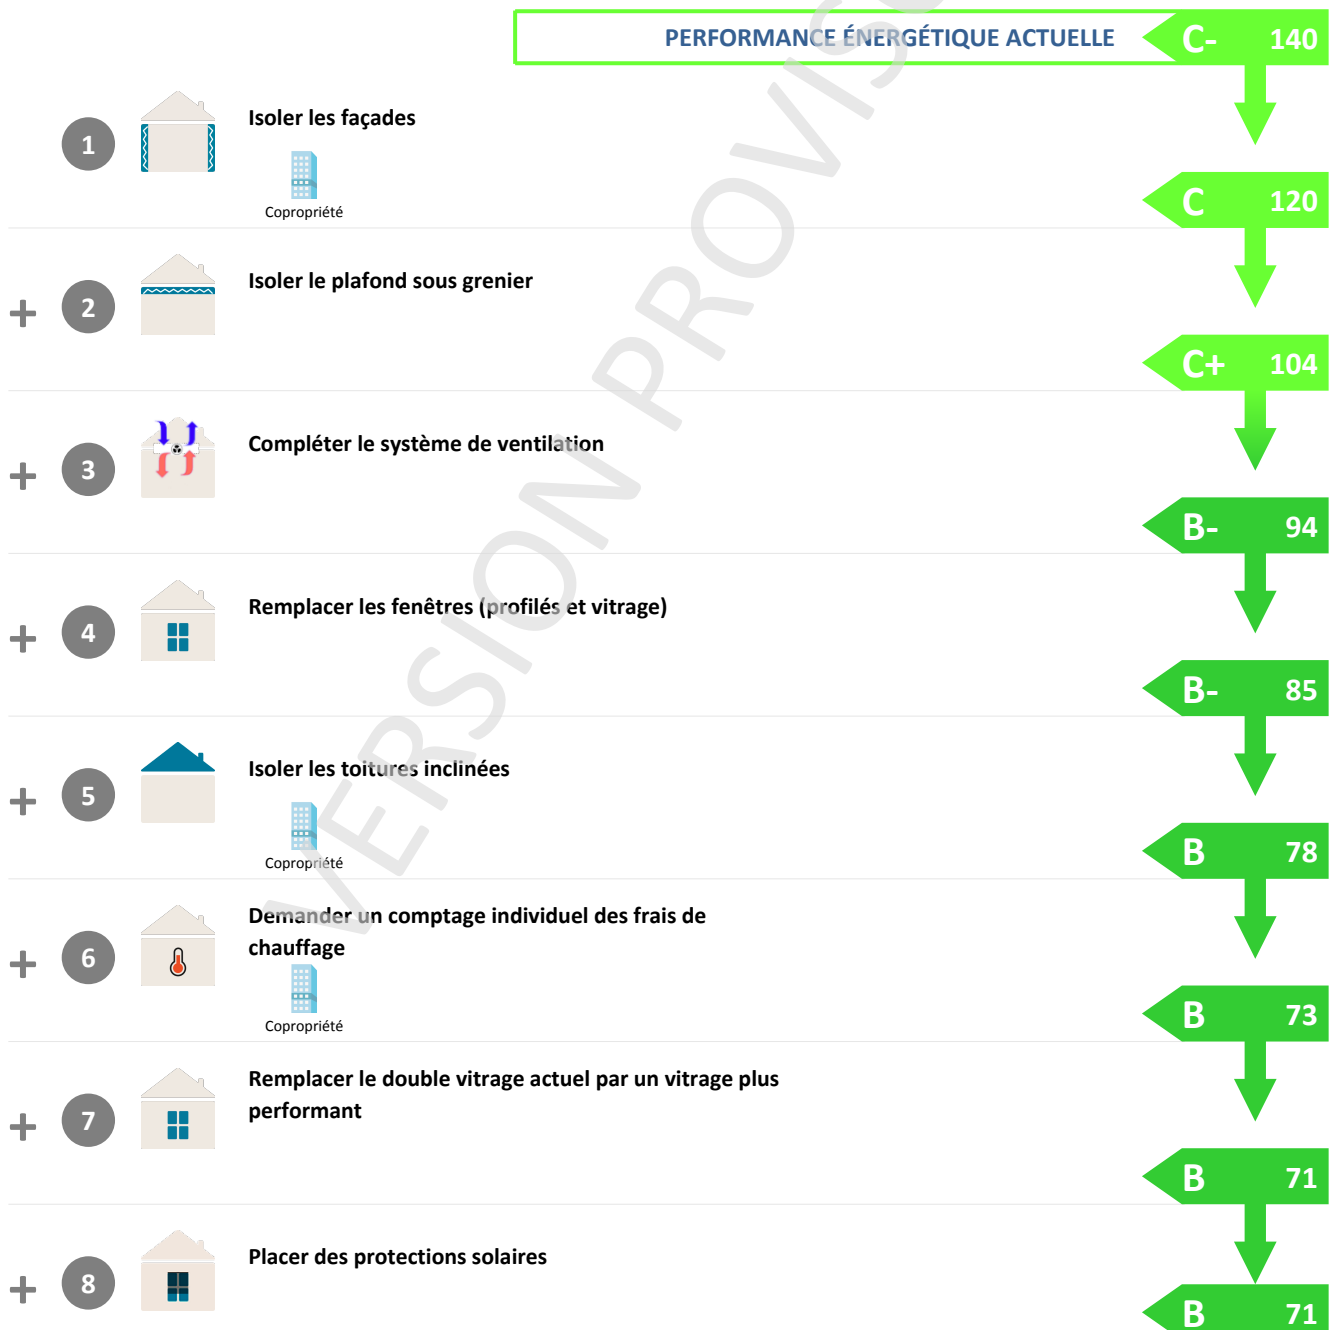 PERFORMANCE ÉNERGÉTIQUE ACTUELLE C- 140
1 Isoler les façades
Copropriété
C 120
+ 2 Isoler le plafond sous grenier
C+ 104
+ 3 Compléter le système de ventilation
B- 94
+ 4 Remplacer les fenêtres (profilés et vitrage)
B- 85
+ 5 Isoler les toitures inclinées
Copropriété
B 78
+ 6 Demander un comptage individuel des frais de
chauffage
Copropriété
B 73
+ 7 Remplacer le double vitrage actuel par un vitrage plus
performant
B 71
+ 8 Placer des protections solaires
B 71
VERSION